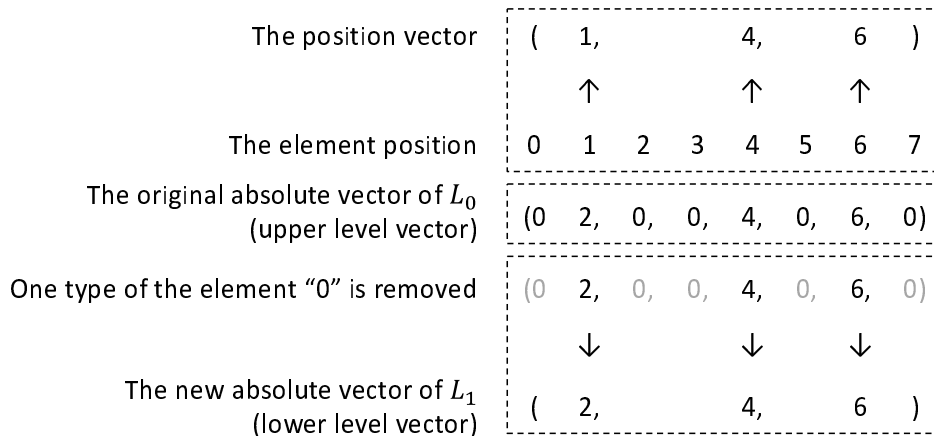 The position vector ( 1, 4, 6 )
↑ ↑ ↑
The element position 0 1 2 3 4 5 6 7
The original absolute vector of L₀
(upper level vector) (0 2, 0, 0, 4, 0, 6, 0)
One type of the element “0” is removed (0 2, 0, 0, 4, 0, 6, 0)
↓ ↓ ↓
The new absolute vector of L₁
(lower level vector) ( 2, 4, 6 )